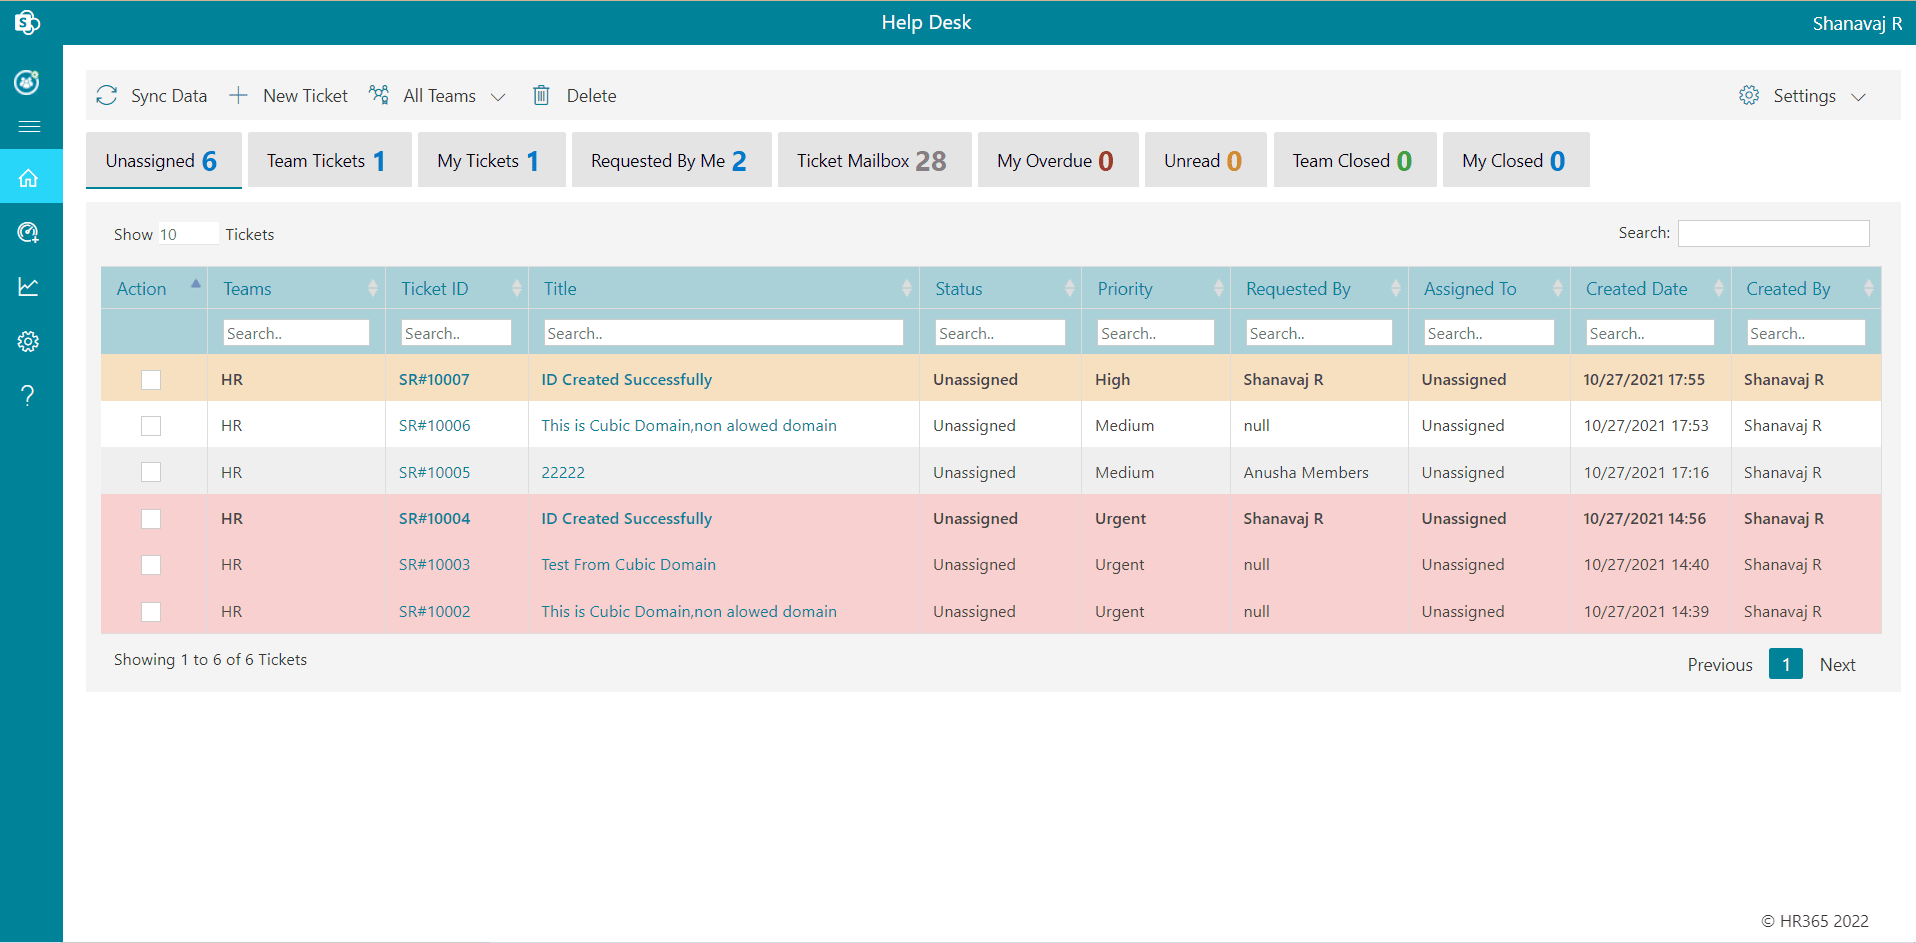 Help Desk
Shanavaj R
Sync Data New Ticket All Teams Delete Settings
Unassigned 6 Team Tickets 1 My Tickets 1 Requested By Me 2 Ticket Mailbox 28 My Overdue 0 Unread 0 Team Closed 0 My Closed 0
Show 10 Tickets Search:
Action Teams Ticket ID Title Status Priority Requested By Assigned To Created Date Created By
Search.. Search.. Search.. Search.. Search.. Search.. Search.. Search.. Search..
HR SR#10007 ID Created Successfully Unassigned High Shanavaj R Unassigned 10/27/2021 17:55 Shanavaj R
HR SR#10006 This is Cubic Domain,non alowed domain Unassigned Medium null Unassigned 10/27/2021 17:53 Shanavaj R
HR SR#10005 22222 Unassigned Medium Anusha Members Unassigned 10/27/2021 17:16 Shanavaj R
HR SR#10004 ID Created Successfully Unassigned Urgent Shanavaj R Unassigned 10/27/2021 14:56 Shanavaj R
HR SR#10003 Test From Cubic Domain Unassigned Urgent null Unassigned 10/27/2021 14:40 Shanavaj R
HR SR#10002 This is Cubic Domain,non alowed domain Unassigned Urgent null Unassigned 10/27/2021 14:39 Shanavaj R
Showing 1 to 6 of 6 Tickets
Previous 1 Next
© HR365 2022